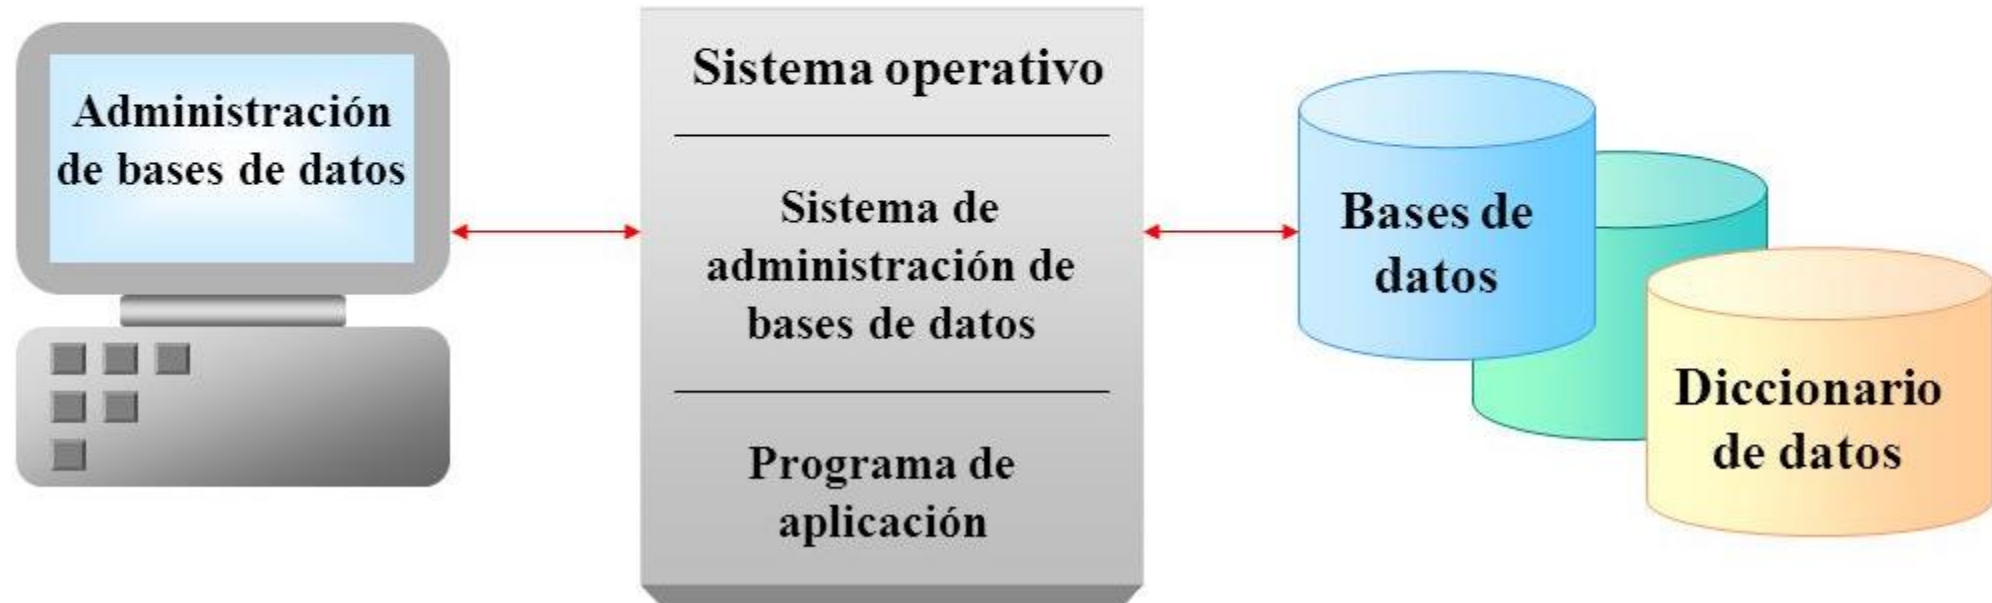 Administración
de bases de datos
Sistema operativo
Sistema de
administración de
bases de datos
Programa de
aplicación
Bases de
datos
Diccionario
de datos